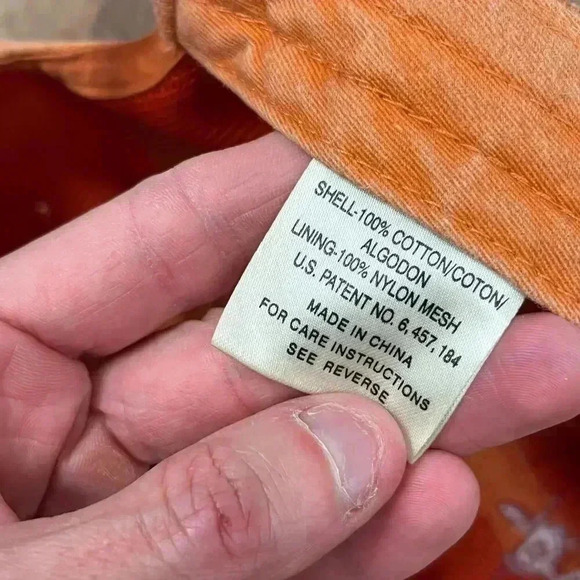 SHELL-100% COTTON/COTON/
ALGODON
LINING-100% NYLON MESH
U.S. PATENT NO. 6, 457, 184
MADE IN CHINA
FOR CARE INSTRUCTIONS
SEE REVERSE